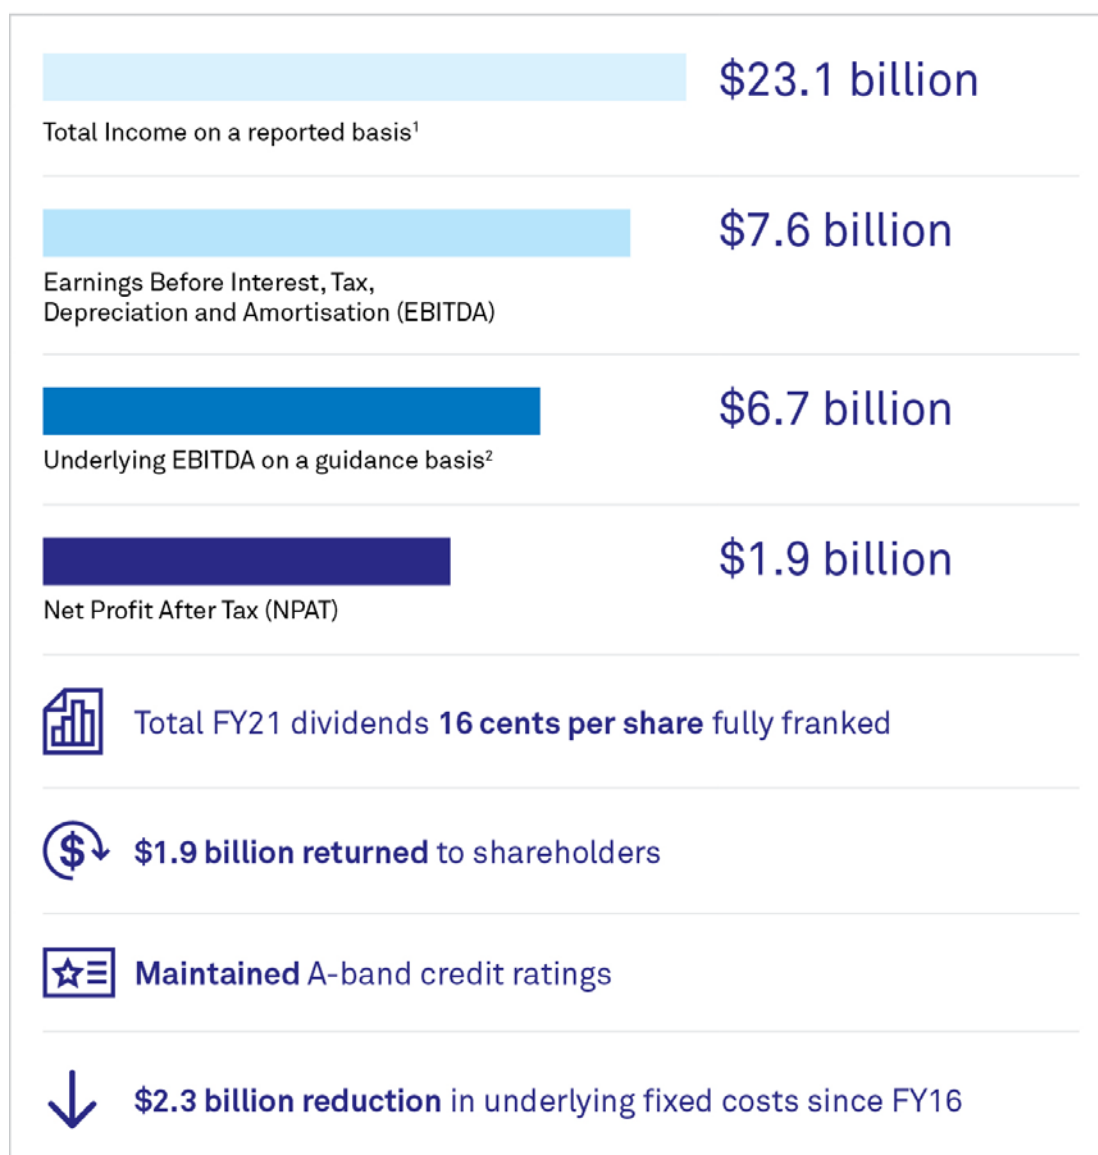 $23.1 billion
Total Income on a reported basis¹
$7.6 billion
Earnings Before Interest, Tax,
Depreciation and Amortisation (EBITDA)
$6.7 billion
Underlying EBITDA on a guidance basis²
$1.9 billion
Net Profit After Tax (NPAT)
Total FY21 dividends 16 cents per share fully franked
$1.9 billion returned to shareholders
Maintained A-band credit ratings
$2.3 billion reduction in underlying fixed costs since FY16